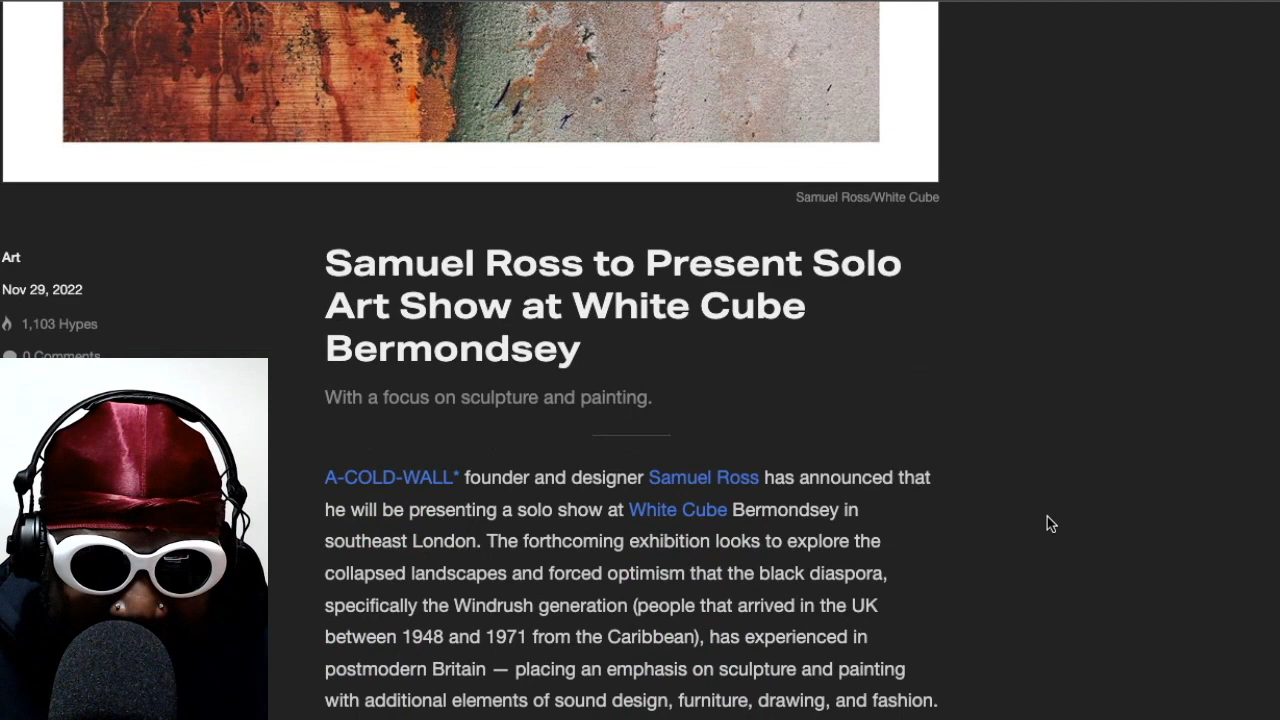 Samuel Ross/White Cube
Art
Nov 29, 2022
1,103 Hypes
0 Comments
Samuel Ross to Present Solo
Art Show at White Cube
Bermondsey
With a focus on sculpture and painting.
A-COLD-WALL* founder and designer Samuel Ross has announced that
he will be presenting a solo show at White Cube Bermondsey in
southeast London. The forthcoming exhibition looks to explore the
collapsed landscapes and forced optimism that the black diaspora,
specifically the Windrush generation (people that arrived in the UK
between 1948 and 1971 from the Caribbean), has experienced in
postmodern Britain — placing an emphasis on sculpture and painting
with additional elements of sound design, furniture, drawing, and fashion.